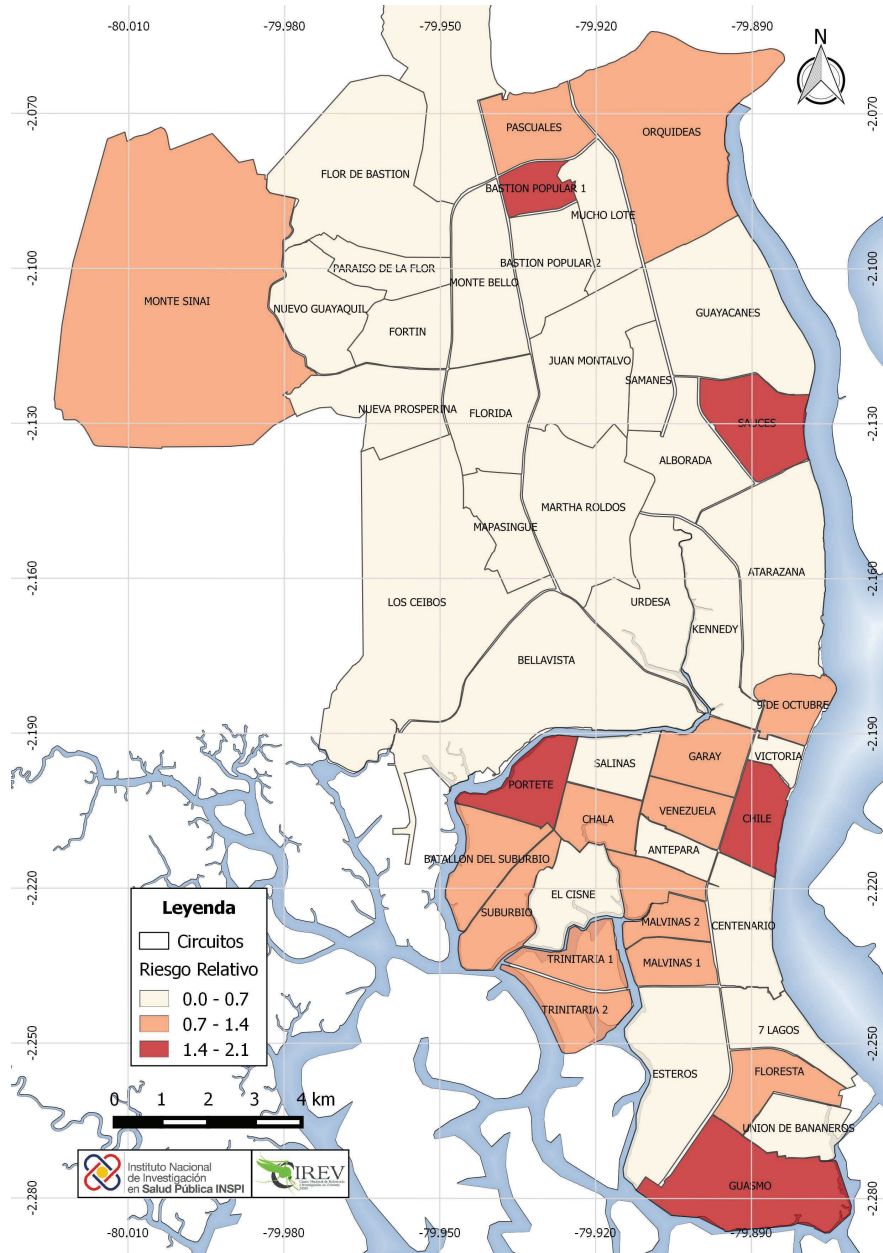 -80.010
-79.980
-79.950
-79.920
-79.890
N
-2.070
-2.070
PASCUALES
ORQUIDEAS
FLOR DE BASTION
BASTION POPULAR 1
MUCHO LOTE
-2.100
-2.100
PARAISO DE LA FLOR
BASTION POPULAR 2
MONTE BELLO
MONTE SINAI
NUEVO GUAYAQUIL
GUAYACANES
FORTIN
JUAN MONTALVO
SAMANES
NUEVA PROSPERINA
FLORIDA
-2.130
-2.130
SAUCES
ALBORADA
MARTHA ROLDOS
MAPASINGUE
ATARAZANA
-2.160
-2.160
LOS CEIBOS
URDESA
KENNEDY
BELLAVISTA
9 DE OCTUBRE
-2.190
-2.190
VICTORIA
GARAY
SALINAS
PORTETE
VENEZUELA
CHALA
CHILE
ANTEPARA
BATALLON DEL SUBURBIO
-2.220
-2.220
EL CISNE
SUBURBIO
MALVINAS 2
CENTENARIO
TRINITARIA 1
MALVINAS 1
TRINITARIA 2
7 LAGOS
-2.250
-2.250
ESTEROS
FLORESTA
UNION DE BANANEROS
GUASMO
-2.280
-2.280
Leyenda
Circuitos
Riesgo Relativo
0.0 - 0.7
0.7 - 1.4
1.4 - 2.1
0 1 2 3 4 km
Instituto Nacional
de Investigación
en Salud Pública INSPI
CIREV
-80.010
-79.980
-79.950
-79.920
-79.890